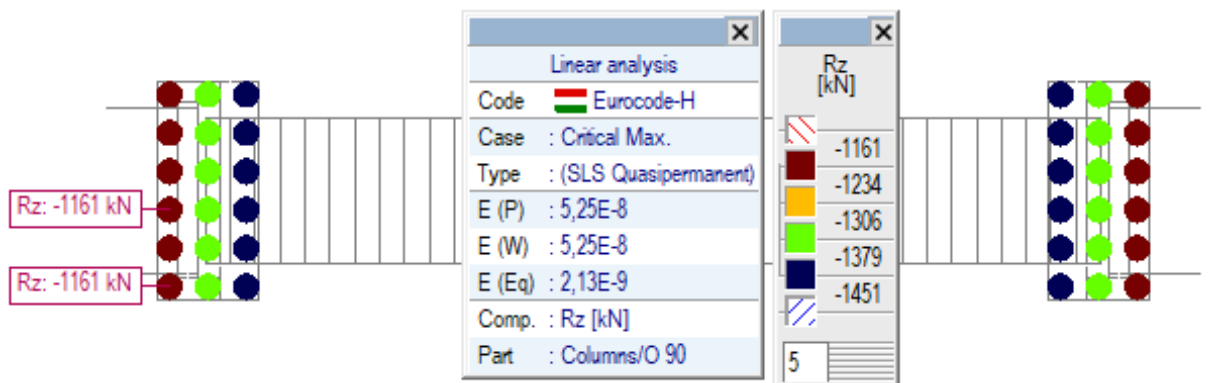 Linear analysis
Code Eurocode-H
Case : Critical Max.
Type : (SLS Quasipermanent)
E (P) : 5,25E-8
E (W) : 5,25E-8
E (Eq) : 2,13E-9
Comp. : Rz [kN]
Part : Columns/O 90
Rz
[kN]
-1161
-1234
-1306
-1379
-1451
5
Rz: -1161 kN
Rz: -1161 kN